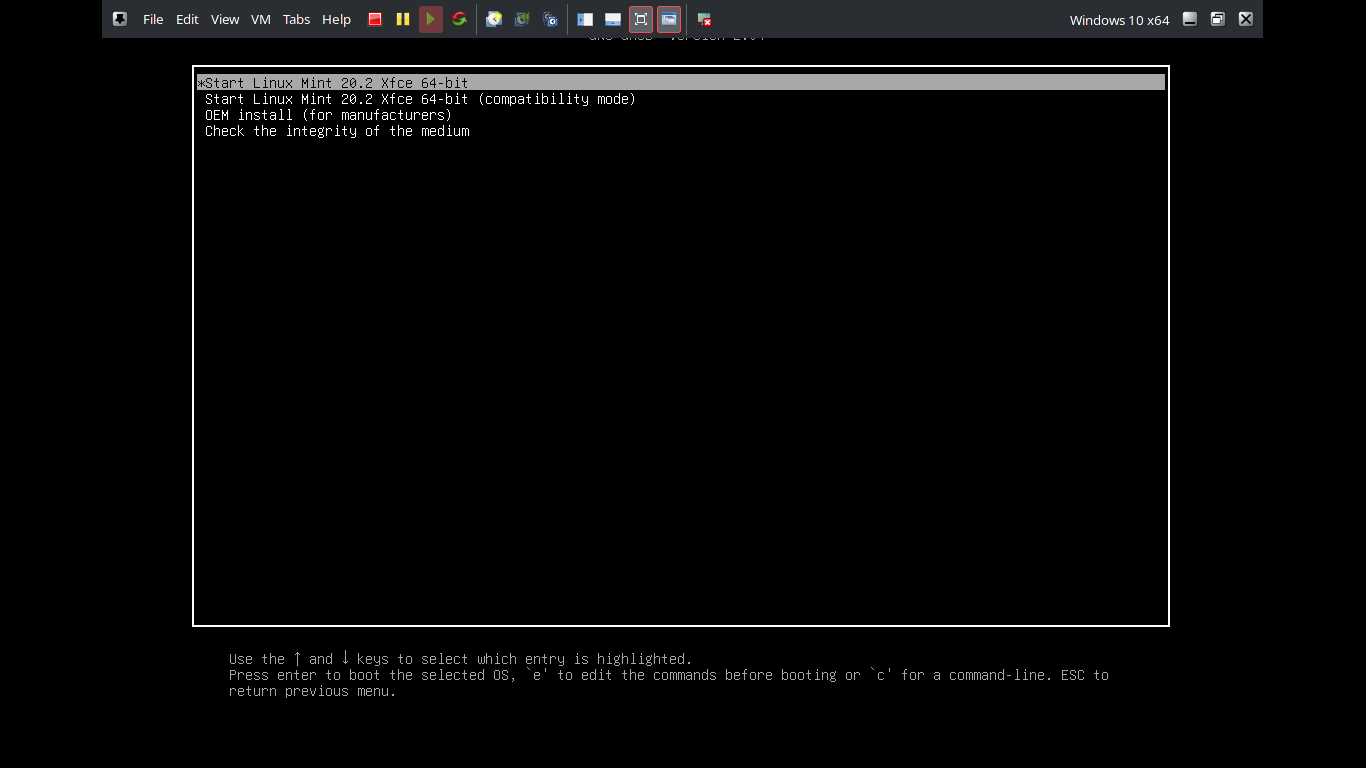 File Edit View VM Tabs Help Windows 10 x64
*Start Linux Mint 20.2 Xfce 64-bit
Start Linux Mint 20.2 Xfce 64-bit (compatibility mode)
OEM install (for manufacturers)
Check the integrity of the medium
Use the ↑ and ↓ keys to select which entry is highlighted.
Press enter to boot the selected OS, `e' to edit the commands before booting or `c' for a command-line. ESC to
return previous menu.